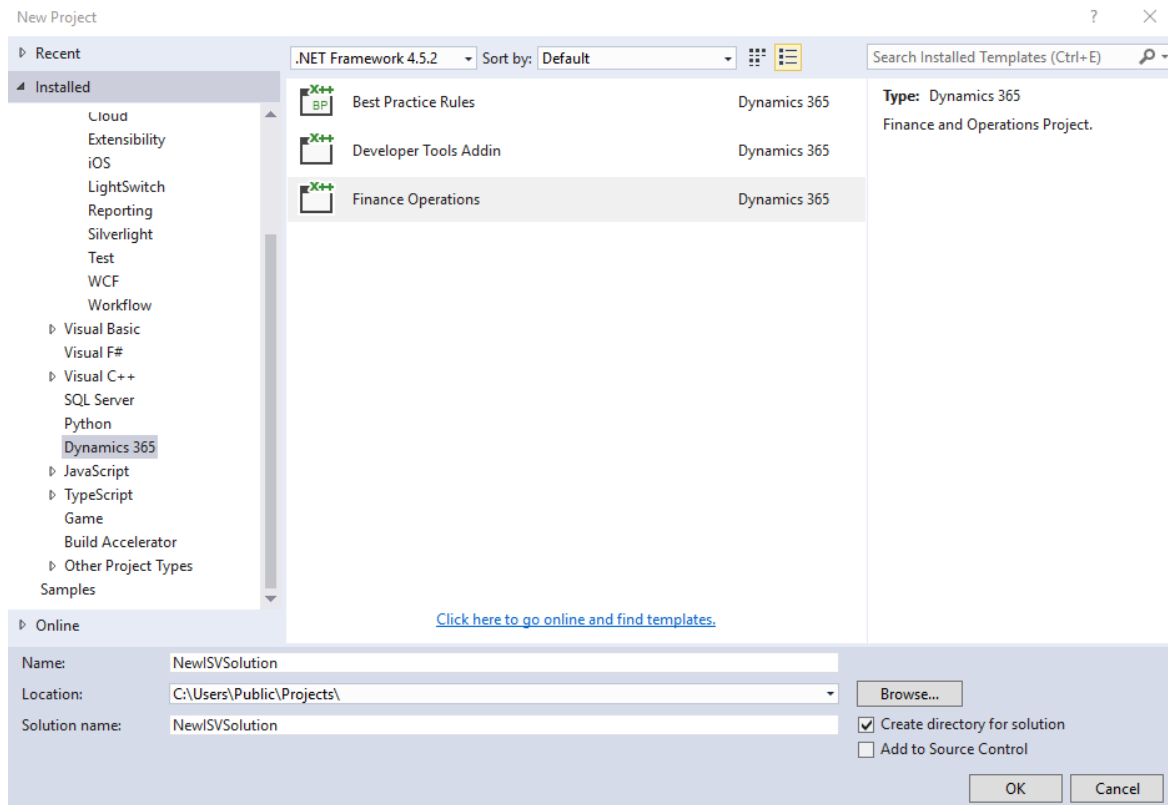 New Project
?
Recent
.NET Framework 4.5.2
Sort by: Default
Search Installed Templates (Ctrl+E)
Installed
Cloud
Extensibility
iOS
LightSwitch
Reporting
Silverlight
Test
WCF
Workflow
Visual Basic
Visual F#
Visual C++
SQL Server
Python
Dynamics 365
JavaScript
TypeScript
Game
Build Accelerator
Other Project Types
Samples
Online
X++ BP Best Practice Rules Dynamics 365
X++ Developer Tools Addin Dynamics 365
X++ Finance Operations Dynamics 365
Click here to go online and find templates.
Type: Dynamics 365
Finance and Operations Project.
Name: NewISVSolution
Location: C:\Users\Public\Projects\
Browse...
Solution name: NewISVSolution
Create directory for solution
Add to Source Control
OK
Cancel